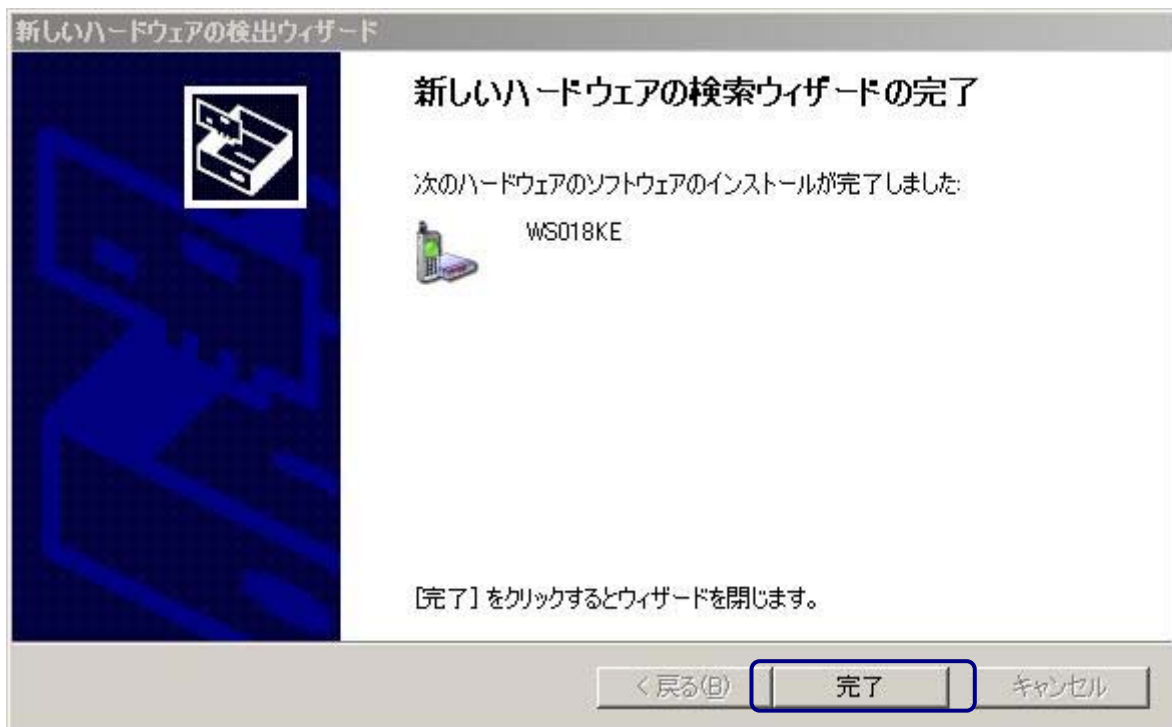 新しいハードウェアの検出ウィザード
新しいハードウェアの検索ウィザードの完了
次のハードウェアのソフトウェアのインストールが完了しました:
WS018KE
[完了] をクリックするとウィザードを閉じます。
< 戻る(B) 完了 キャンセル